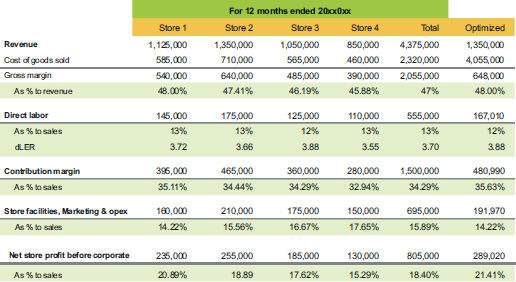 For 12 months ended 20xx0xx
Store 1 Store 2 Store 3 Store 4 Total Optimized
Revenue 1,125,000 1,350,000 1,050,000 850,000 4,375,000 1,350,000
Cost of goods sold 585,000 710,000 565,000 460,000 2,320,000 4,055,000
Gross margin 540,000 640,000 485,000 390,000 2,055,000 648,000
As % to revenue 48.00% 47.41% 46.19% 45.88% 47% 48.00%
Direct labor 145,000 175,000 125,000 110,000 555,000 167,010
As % to sales 13% 13% 12% 13% 13% 12%
dLER 3.72 3.66 3.88 3.55 3.70 3.88
Contribution margin 395,000 465,000 360,000 280,000 1,500,000 480,990
As % to sales 35.11% 34.44% 34.29% 32.94% 34.29% 35.63%
Store facilities, Marketing & opex 160,000 210,000 175,000 150,000 695,000 191,970
As % to sales 14.22% 15.56% 16.67% 17.65% 15.89% 14.22%
Net store profit before corporate 235,000 255,000 185,000 130,000 805,000 289,020
As % to sales 20.89% 18.89 17.62% 15.29% 18.40% 21.41%